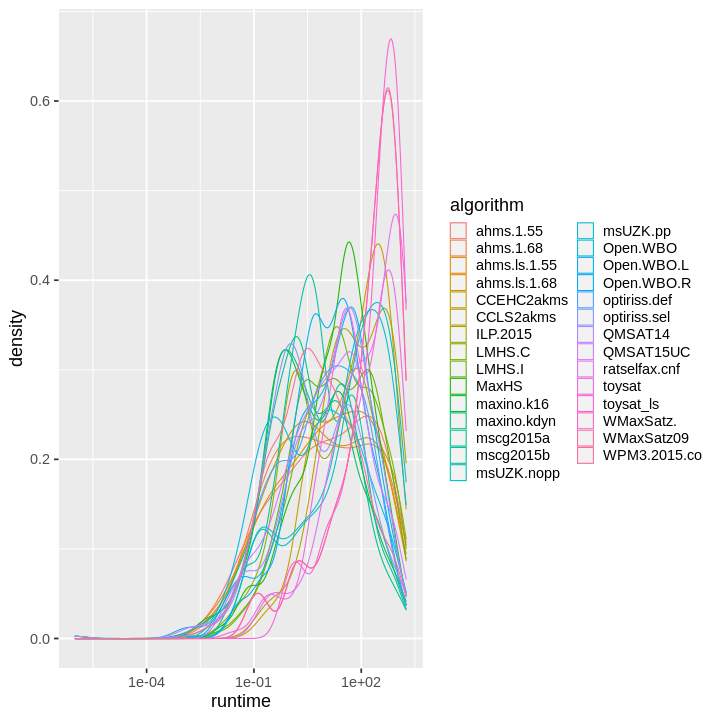 0.6
0.4
0.2
0.0
density
1e-04
1e-01
1e+02
runtime
algorithm
ahms.1.55
ahms.1.68
ahms.ls.1.55
ahms.ls.1.68
CCEHC2akms
CCLS2akms
ILP.2015
LMHS.C
LMHS.I
MaxHS
maxino.k16
maxino.kdyn
mscg2015a
mscg2015b
msUZK.nopp
msUZK.pp
Open.WBO
Open.WBO.L
Open.WBO.R
optiriss.def
optiriss.sel
QMSAT14
QMSAT15UC
ratselfax.cnf
toysat
toysat_ls
WMaxSatz.
WMaxSatz09
WPM3.2015.co